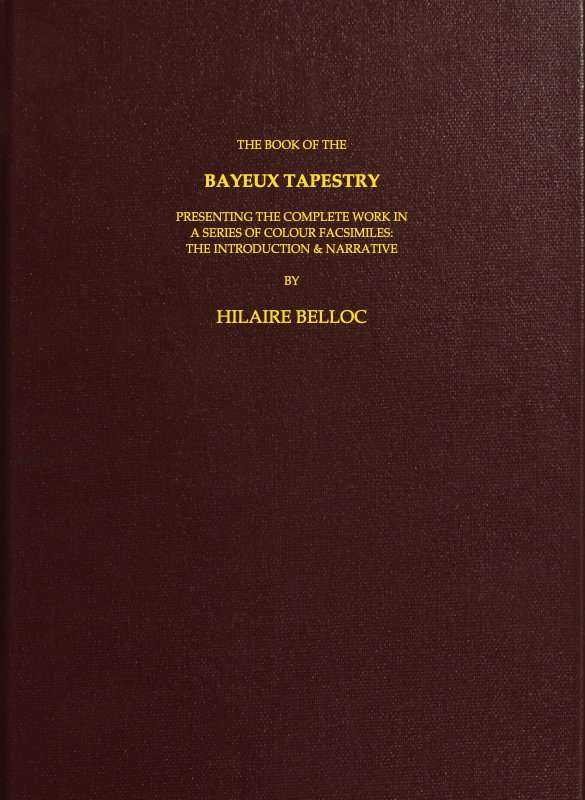 THE BOOK OF THE
BAYEUX TAPESTRY
PRESENTING THE COMPLETE WORK IN
A SERIES OF COLOUR FACSIMILES:
THE INTRODUCTION & NARRATIVE
BY
HILAIRE BELLOC